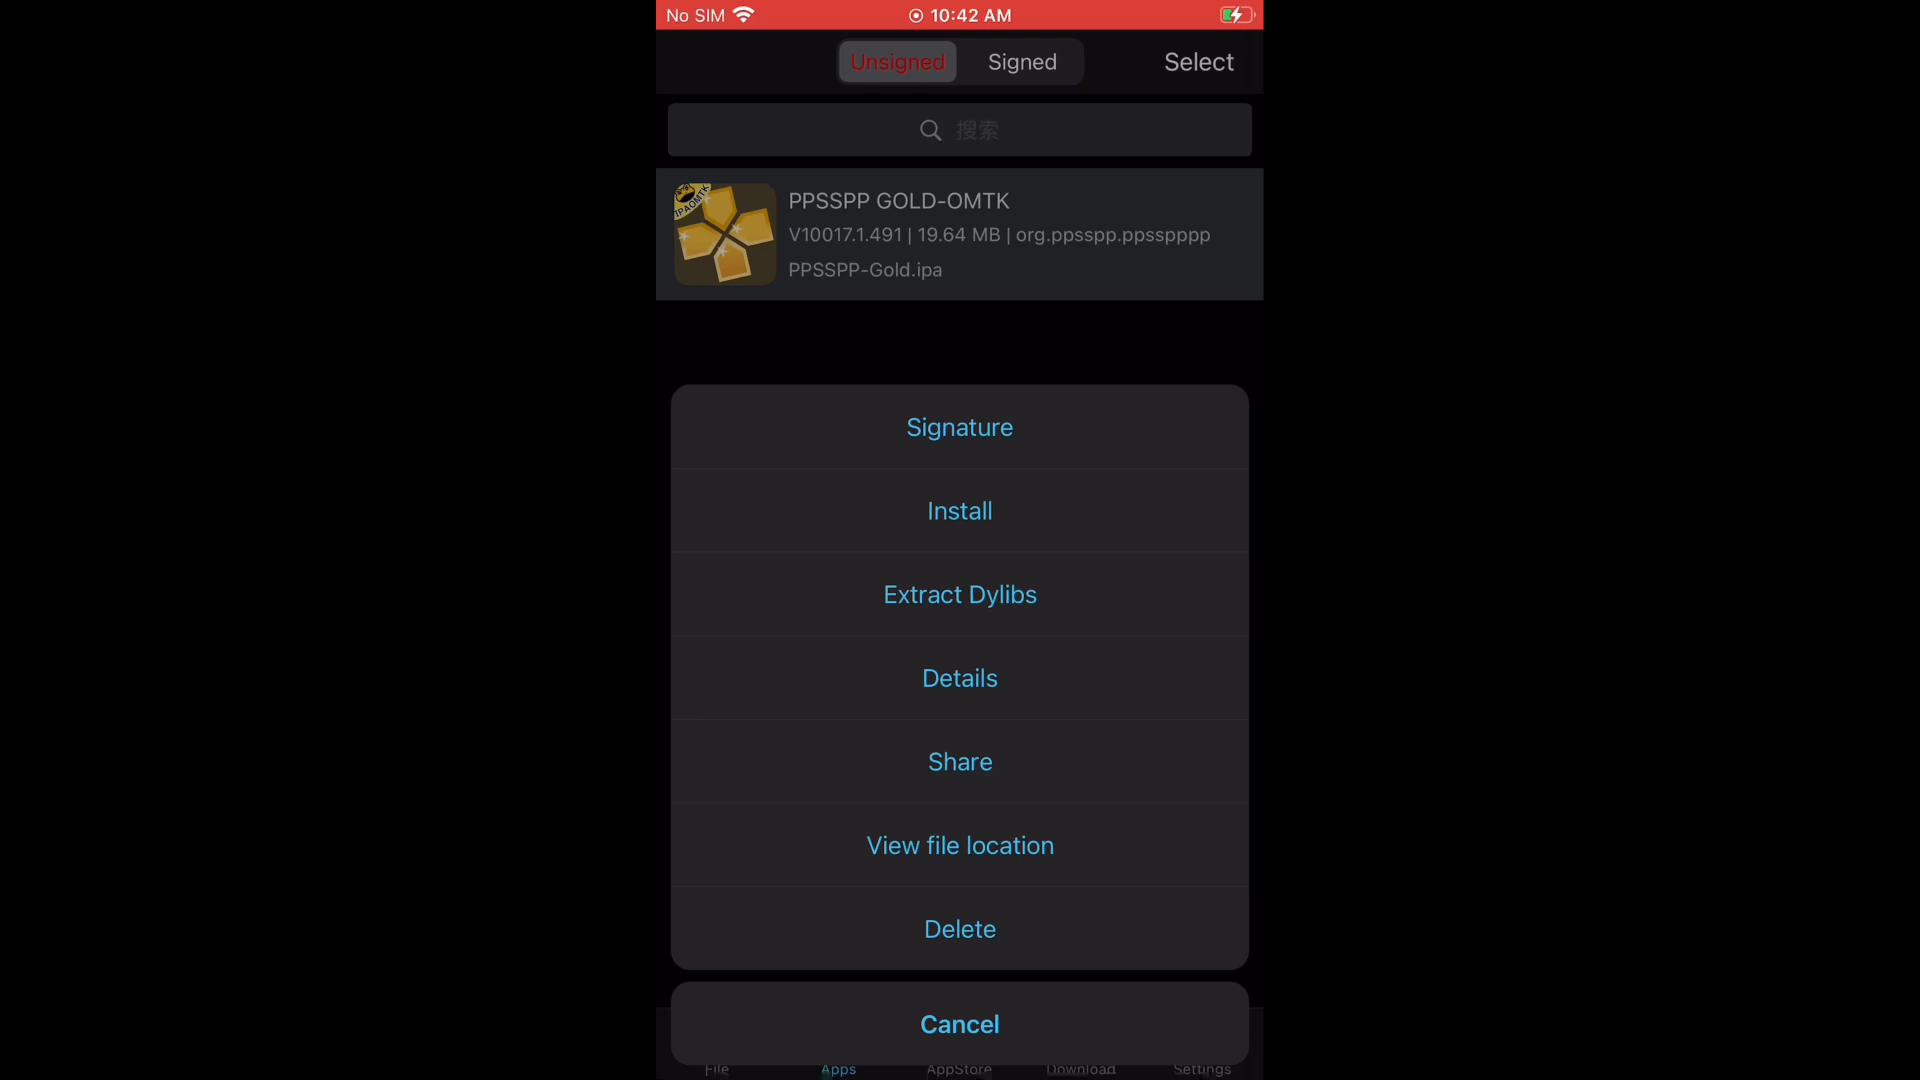 No SIM 10:42 AM
Unsigned Signed Select
搜索
IPAOMTK
PPSSPP GOLD-OMTK
V10017.1.491 | 19.64 MB | org.ppsspp.ppsspppp
PPSSPP-Gold.ipa
Signature
Install
Extract Dylibs
Details
Share
View file location
Delete
Cancel
File Apps AppStore Download Settings